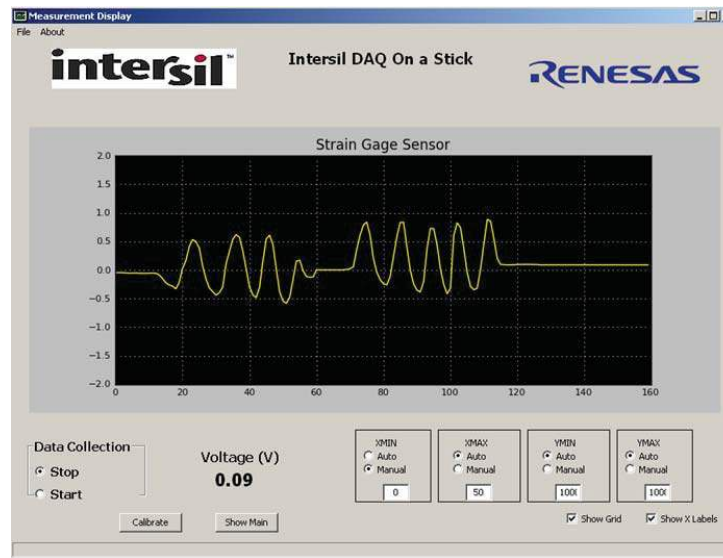 Measurement Display
File About
intersil™
Intersil DAQ On a Stick
RENESAS
Strain Gage Sensor
2.0
1.5
1.0
0.5
0.0
−0.5
−1.0
−1.5
−2.0
0 20 40 60 80 100 120 140 160
Data Collection
Stop
Start
Voltage (V)
0.09
XMIN
Auto
Manual
0
XMAX
Auto
Manual
50
YMIN
Auto
Manual
YMAX
Auto
Manual
Calibrate
Show Main
Show Grid
Show X Labels